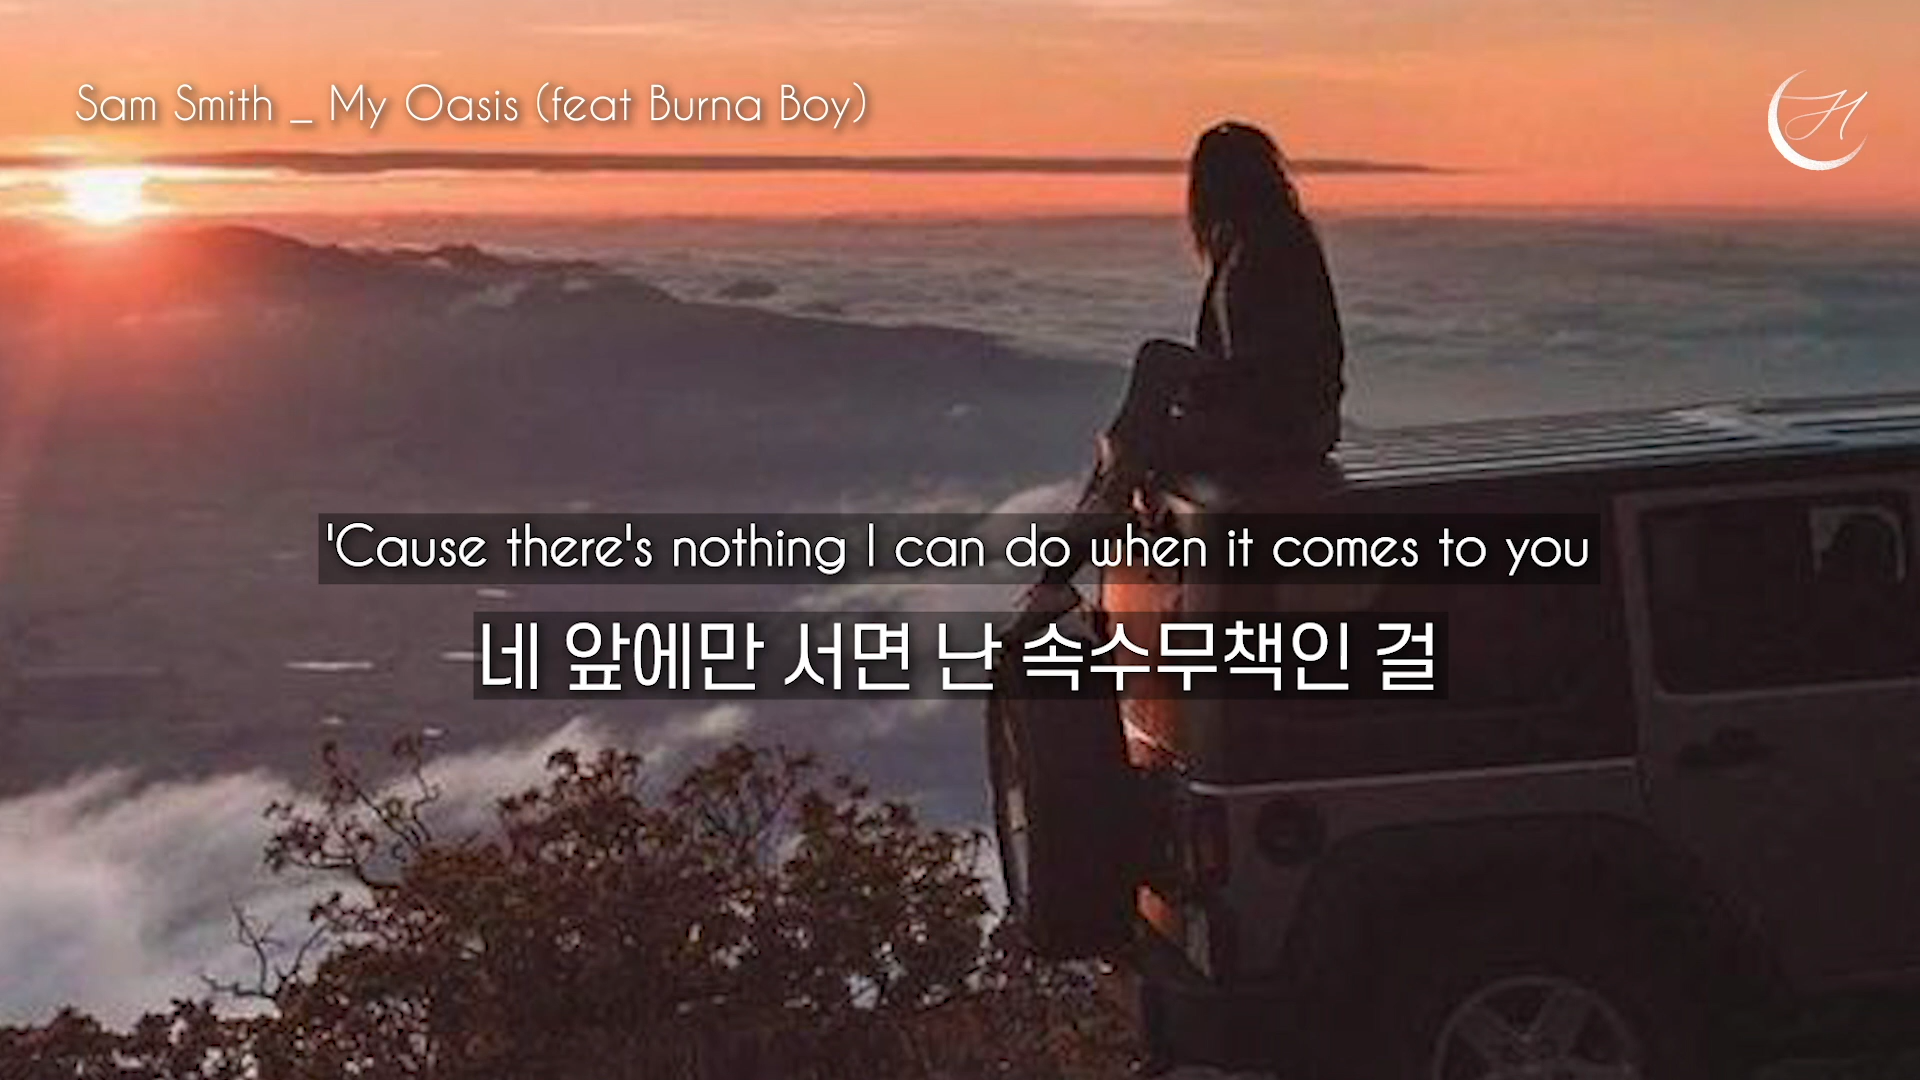 Sam Smith _ My Oasis (feat Burna Boy)
'Cause there's nothing I can do when it comes to you
네 앞에만 서면 난 속수무책인 걸